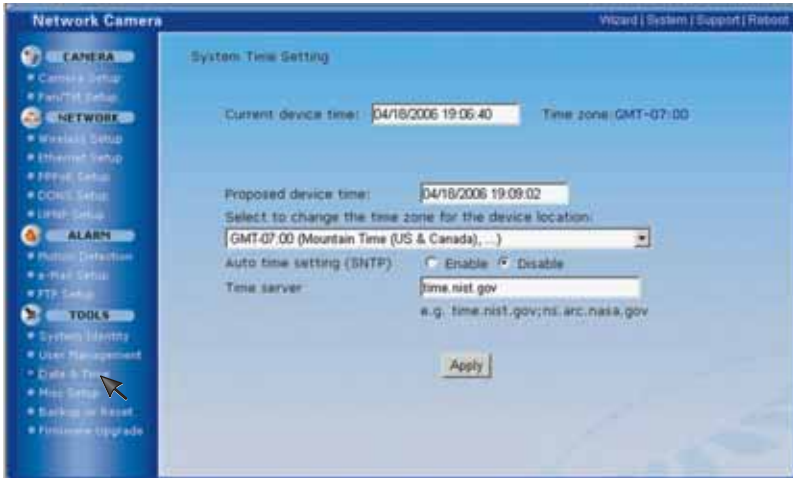 Network Camera
Wizard | System | Support | Reboot
CAMERA
Camera Setup
Pan/Tilt Setup
NETWORK
Wireless Setup
Ethernet Setup
PPPoE Setup
DDNS Setup
UPNP Setup
ALARM
Motion Detection
e-Mail Setup
FTP Setup
TOOLS
System Identity
User Management
Date & Time
Misc Setup
Backup or Reset
Firmware Upgrade
System Time Setting
Current device time: 04/18/2006 19:06:40 Time zone: GMT-07:00
Proposed device time: 04/18/2006 19:09:02
Select to change the time zone for the device location:
GMT-07:00 (Mountain Time (US & Canada), ...)
Auto time setting (SNTP) Enable Disable
Time server time.nist.gov
e.g. time.nist.gov;ns.arc.nasa.gov
Apply